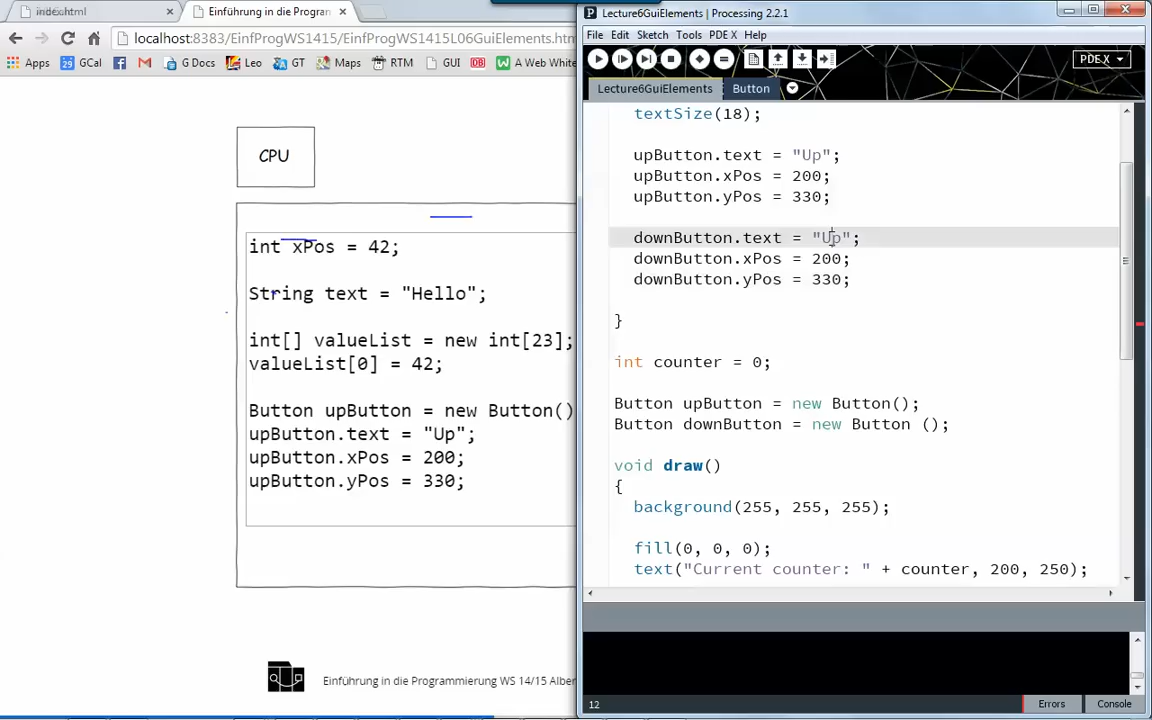 index.html
Einführung in die Program
localhost:8383/EinfProgWS1415/EinfProgWS1415L06GuiElements.htm
Apps GCal G Docs Leo GT Maps RTM GUI A Web White
CPU
int xPos = 42;
String text = "Hello";
int[] valueList = new int[23];
valueList[0] = 42;
Button upButton = new Button()
upButton.text = "Up";
upButton.xPos = 200;
upButton.yPos = 330;
Einführung in die Programmierung WS 14/15 Alber
Lecture6GuiElements | Processing 2.2.1
File Edit Sketch Tools PDE X Help
PDE X
Lecture6GuiElements Button
textSize(18);
upButton.text = "Up";
upButton.xPos = 200;
upButton.yPos = 330;
downButton.text = "Up";
downButton.xPos = 200;
downButton.yPos = 330;
}
int counter = 0;
Button upButton = new Button();
Button downButton = new Button ();
void draw()
{
background(255, 255, 255);
fill(0, 0, 0);
text("Current counter: " + counter, 200, 250);
12
Errors Console